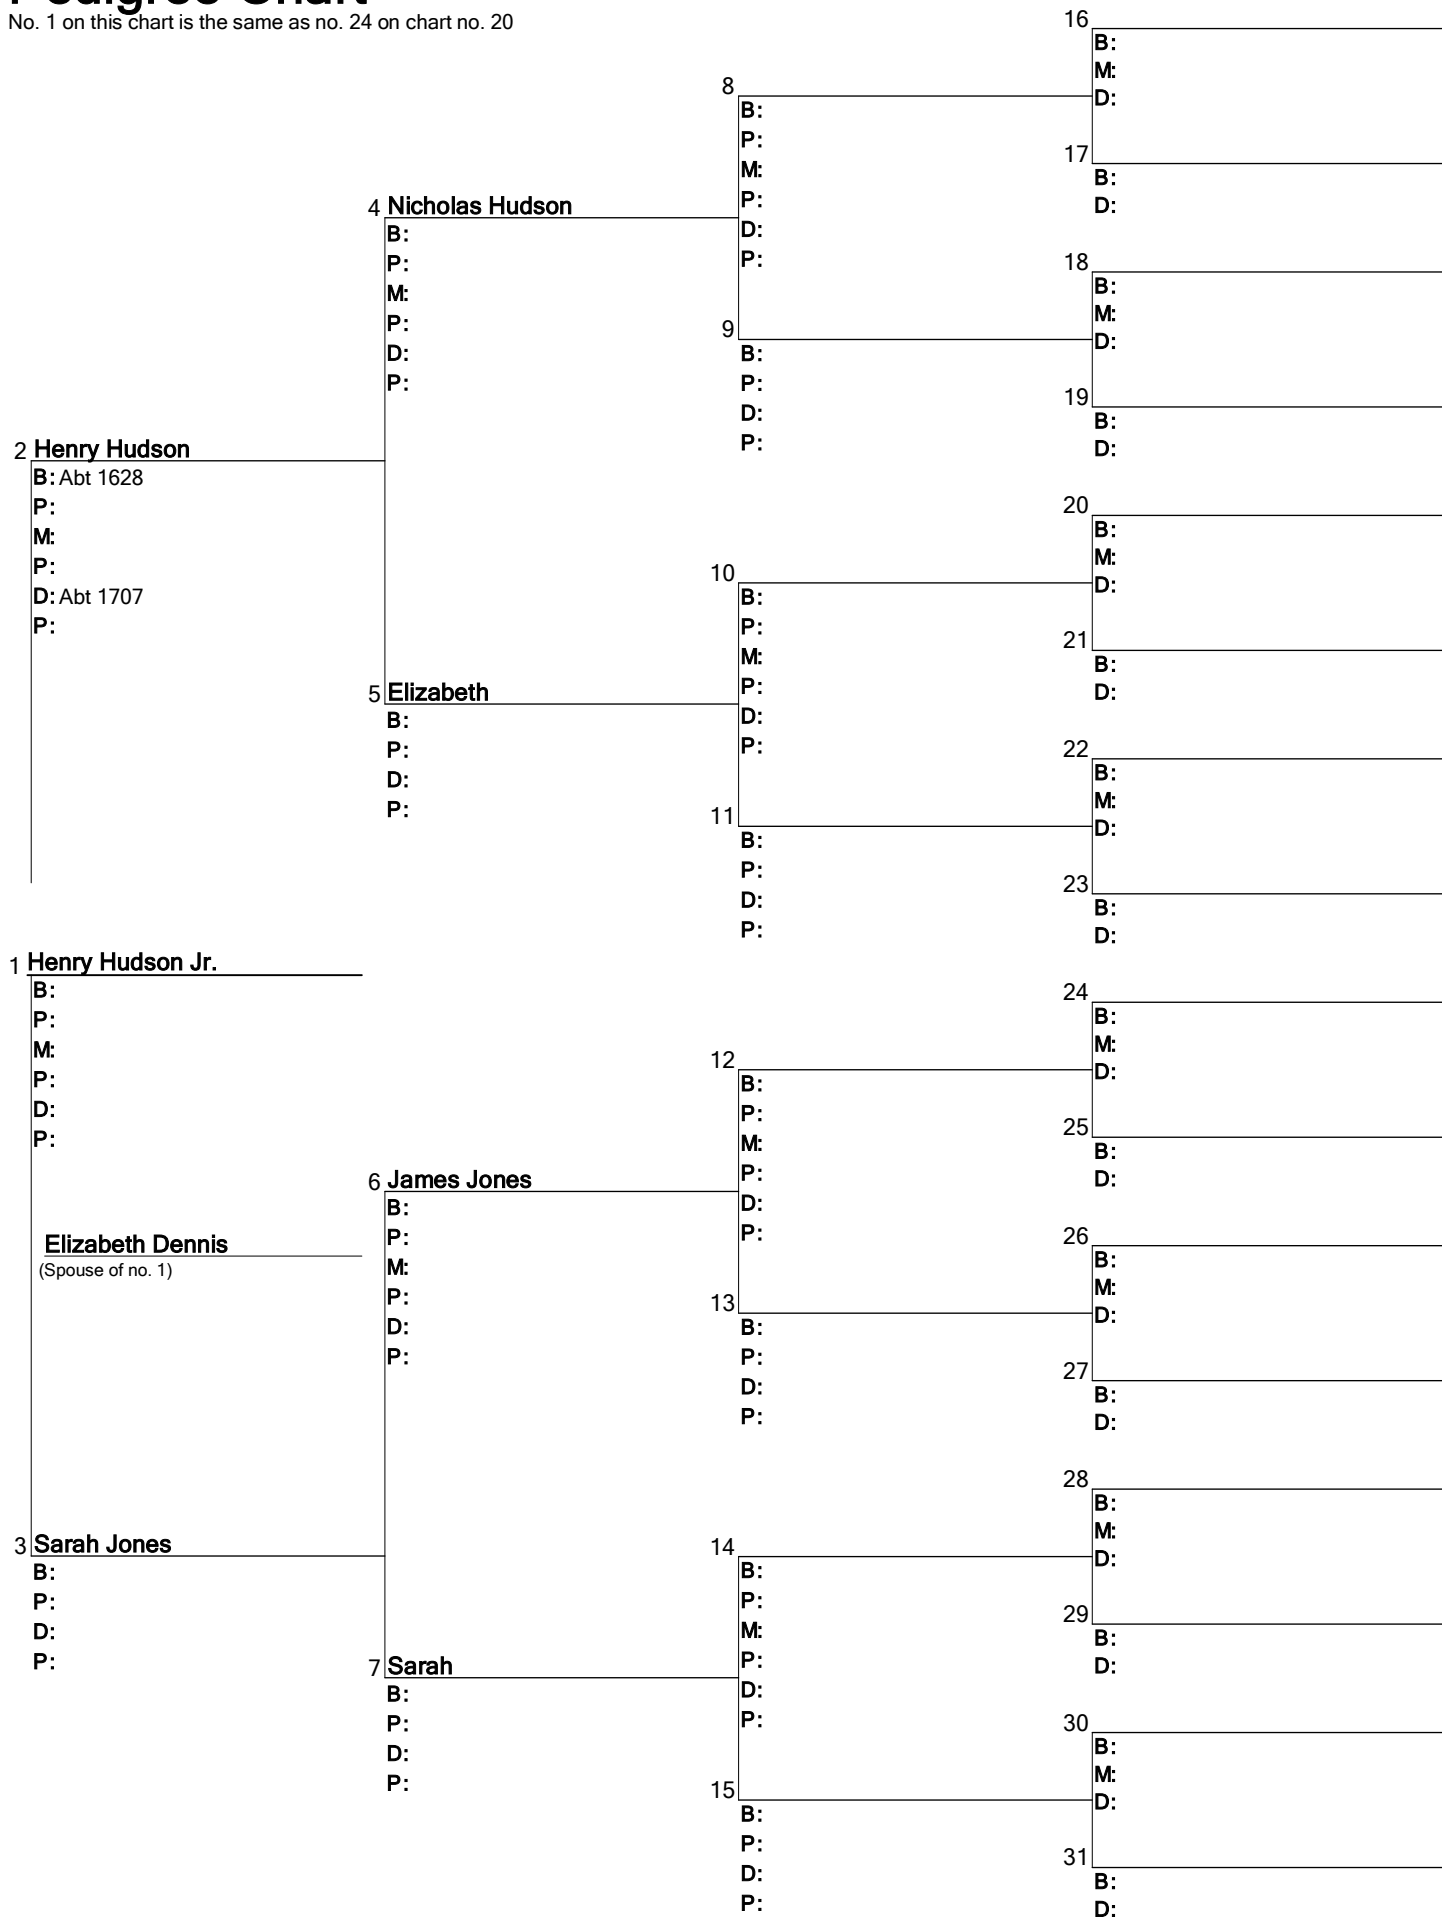 Pedigree Chart
No. 1 on this chart is the same as no. 24 on chart no. 20
2 Henry Hudson
B: Abt 1628
P:
M:
P:
D: Abt 1707
P:
1 Henry Hudson Jr.
B:
P:
M:
P:
D:
P:
Elizabeth Dennis
(Spouse of no. 1)
3 Sarah Jones
B:
P:
D:
P:
4 Nicholas Hudson
B:
P:
M:
P:
D:
P:
5 Elizabeth
B:
P:
D:
P:
6 James Jones
B:
P:
M:
P:
D:
P:
7 Sarah
B:
P:
D:
P:
8
B:
P:
M:
P:
D:
P:
9
B:
P:
D:
P:
10
B:
P:
M:
P:
D:
P:
11
B:
P:
D:
P:
12
B:
P:
M:
P:
D:
P:
13
B:
P:
D:
P:
14
B:
P:
M:
P:
D:
P:
15
B:
P:
D:
P:
16
B:
M:
D:
17
B:
D:
18
B:
M:
D:
19
B:
D:
20
B:
M:
D:
21
B:
D:
22
B:
M:
D:
23
B:
D:
24
B:
M:
D:
25
B:
D:
26
B:
M:
D:
27
B:
D:
28
B:
M:
D:
29
B:
D:
30
B:
M:
D:
31
B:
D: